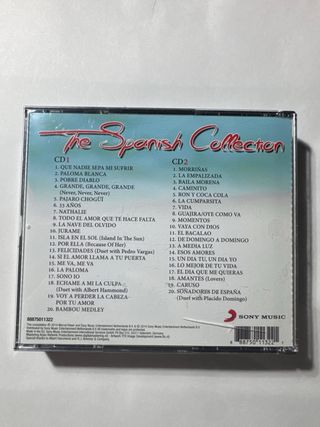 The Spanish Collection
CD 1
1. QUE NADIE SEPA MI SUFRIR
2. PALOMA BLANCA
3. POBRE DIABLO
4. GRANDE, GRANDE, GRANDE
(Never, Never, Never)
5. PAJARO CHOGÜI
6. 33 AÑOS
7. NATHALIE
8. TODO EL AMOR QUE TE HACE FALTA
9. LA NAVE DEL OLVIDO
10. JURAME
11. ISLA EN EL SOL (Island In The Sun)
12. POR ELLA (Because Of Her)
13. FELICIDADES (Duet with Pedro Vargas)
14. SI EL AMOR LLAMA A TU PUERTA
15. ME VA, ME VA
16. LA PALOMA
17. SONO IO
18. ECHAME A MI LA CULPA
(Duet with Albert Hammond)
19. VOY A PERDER LA CABEZA
POR TU AMOR
20. BAMBOU MEDLEY
CD 2
1. MORRIÑAS
2. LA EMPALIZADA
3. BAILA MORENA
4. CAMINITO
5. RON Y COCA COLA
6. LA CUMPARSITA
7. VIDA
8. GUAJIRA/OYE COMO VA
9. MOMENTOS
10. VAYA CON DIOS
11. EL BACALAO
12. DE DOMINGO A DOMINGO
13. A MEDIA LUZ
14. ESOS AMORES
15. UN DIA TU, UN DIA YO
16. LO MEJOR DE TU VIDA
17. EL DIA QUE ME QUIERAS
18. AMANTES (Lovers)
19. CARUSO
20. SOÑADORES DE ESPAÑA
(Duet with Placido Domingo)
88875011322
SONY MUSIC